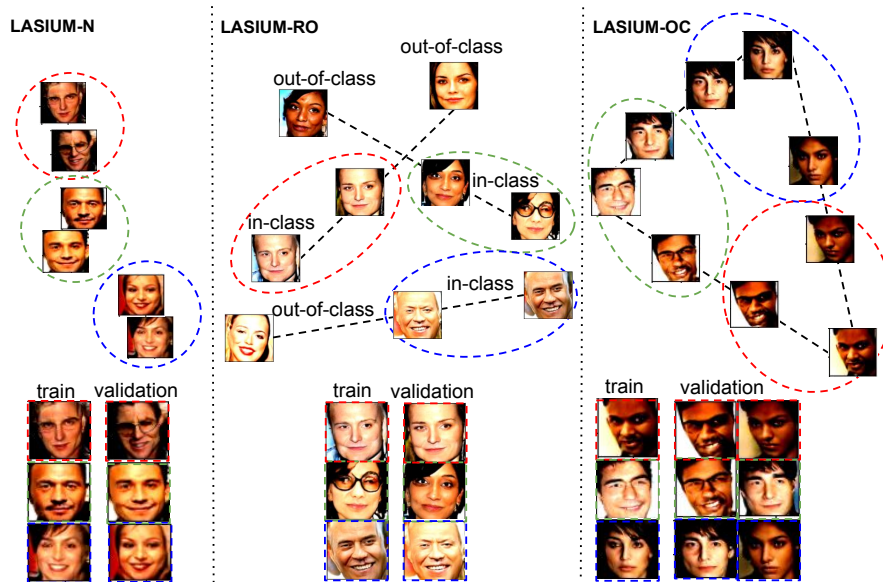 LASIUM-N
LASIUM-RO
LASIUM-OC
out-of-class
out-of-class
in-class
in-class
in-class
out-of-class
train validation
train validation
train validation